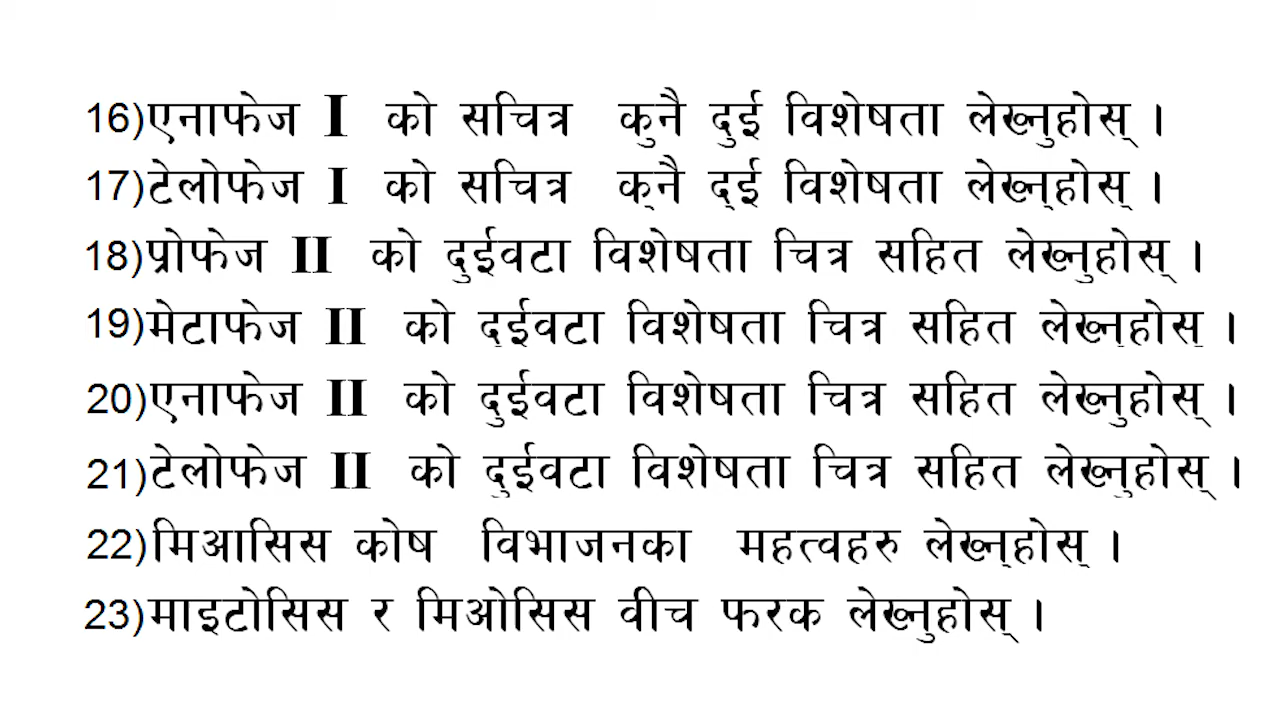 16)एनाफेज I को सचित्र कुनै दुई विशेषता लेख्नुहोस् ।
17)टेलोफेज I को सचित्र कुनै दुई विशेषता लेख्नुहोस् ।
18)प्रोफेज II को दुईवटा विशेषता चित्र सहित लेख्नुहोस् ।
19)मेटाफेज II को दुईवटा विशेषता चित्र सहित लेख्नुहोस् ।
20)एनाफेज II को दुईवटा विशेषता चित्र सहित लेख्नुहोस् ।
21)टेलोफेज II को दुईवटा विशेषता चित्र सहित लेख्नुहोस् ।
22)मिआसिस कोष विभाजनका महत्वहरु लेख्नुहोस् ।
23)माइटोसिस र मिओसिस वीच फरक लेख्नुहोस् ।